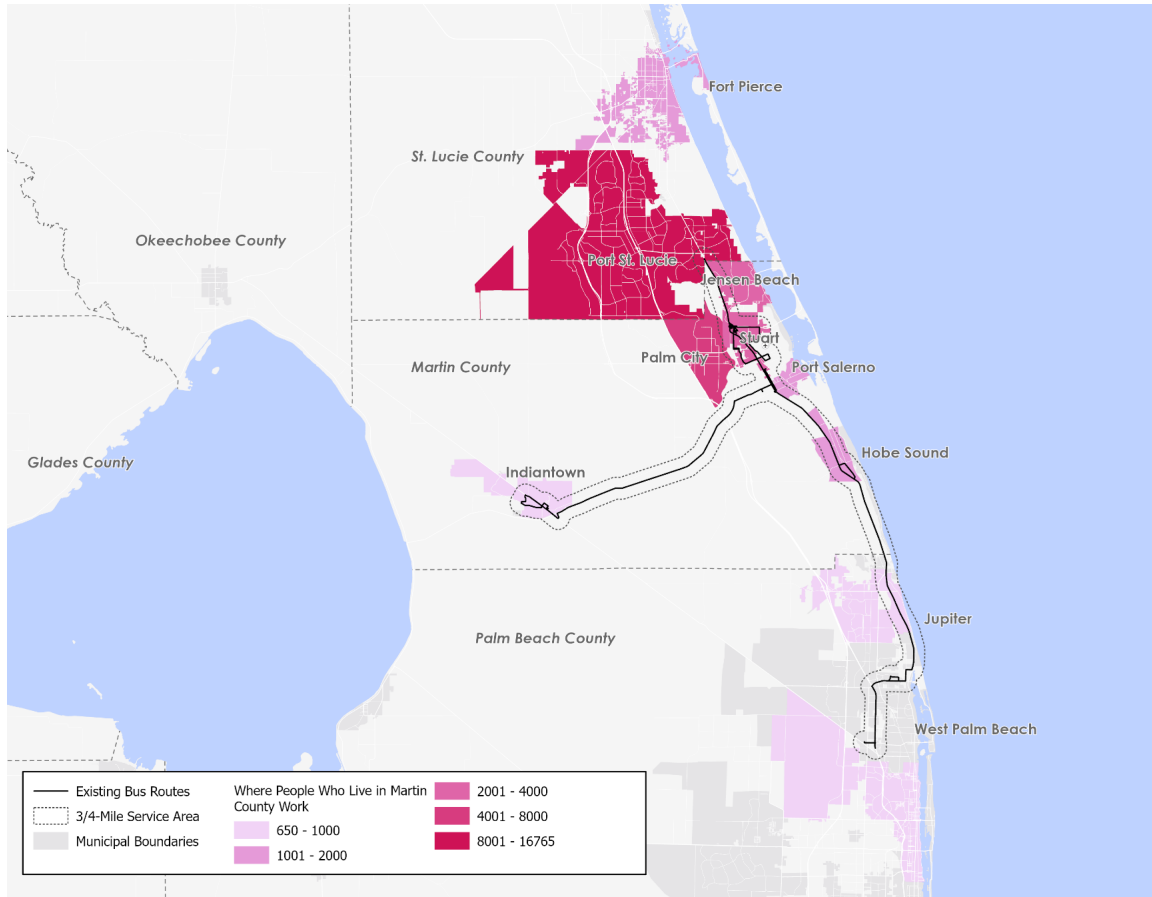 Fort Pierce
St. Lucie County
Okeechobee County
Port St. Lucie
Jensen Beach
Stuart
Palm City
Martin County
Port Salerno
Hobe Sound
Glades County
Indiantown
Jupiter
Palm Beach County
West Palm Beach
Existing Bus Routes
3/4-Mile Service Area
Municipal Boundaries
Where People Who Live in Martin
County Work
650 - 1000
1001 - 2000
2001 - 4000
4001 - 8000
8001 - 16765